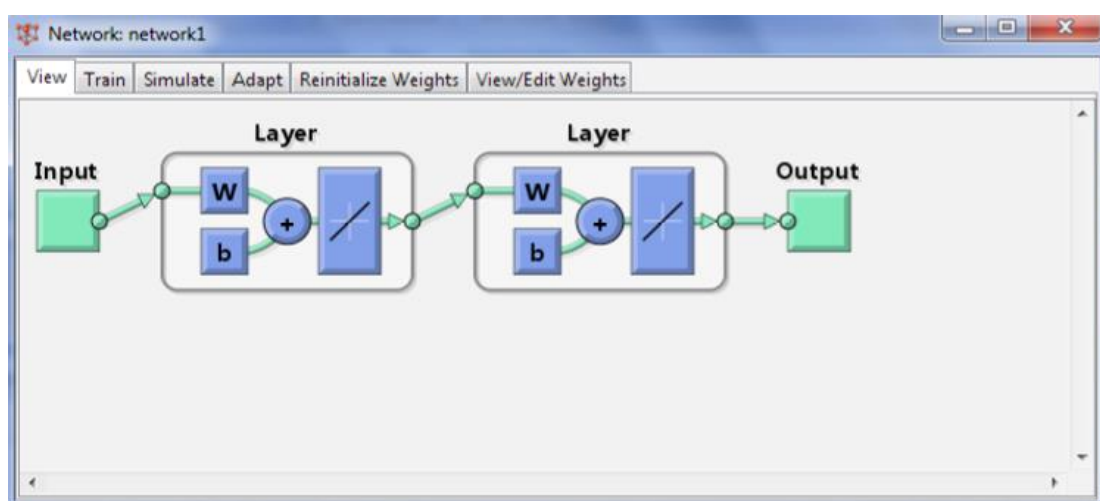 Network: network1
View Train Simulate Adapt Reinitialize Weights View/Edit Weights
Layer Layer
Input Output
W W
+ +
b b